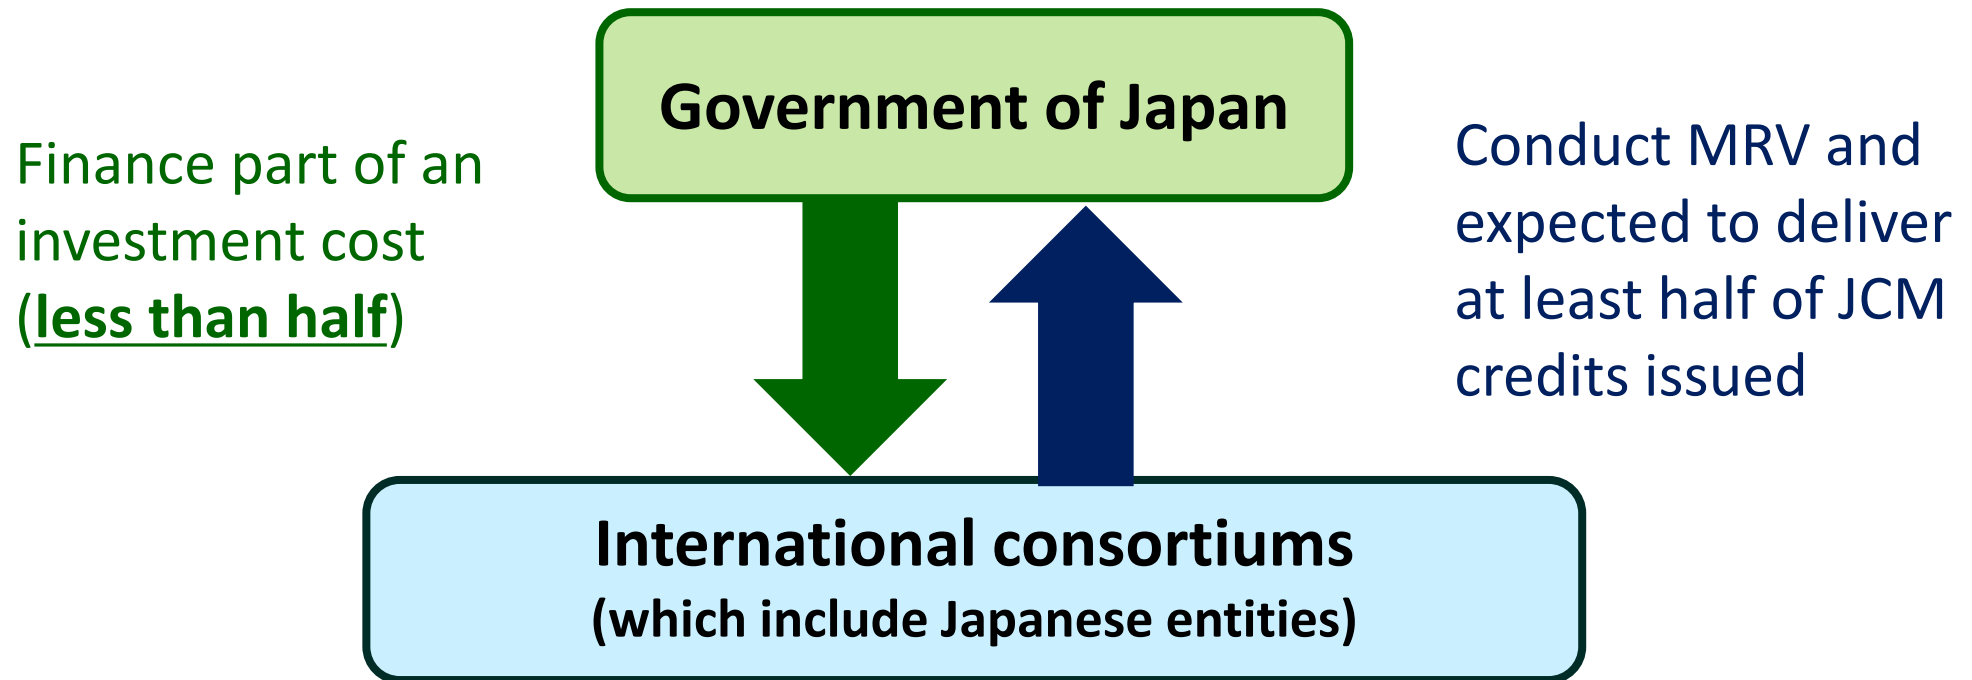 Government of Japan
Finance part of an
investment cost
(less than half)
Conduct MRV and
expected to deliver
at least half of JCM
credits issued
International consortiums
(which include Japanese entities)